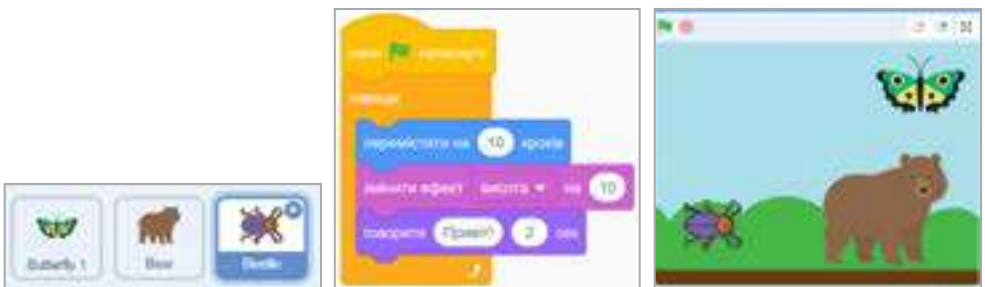 Butterfly 1
Bear
Beetle
коли натиснуто
завжди
перемістити на 10 кроків
змінити ефект висота на 10
говорити Привіт! 2 сек